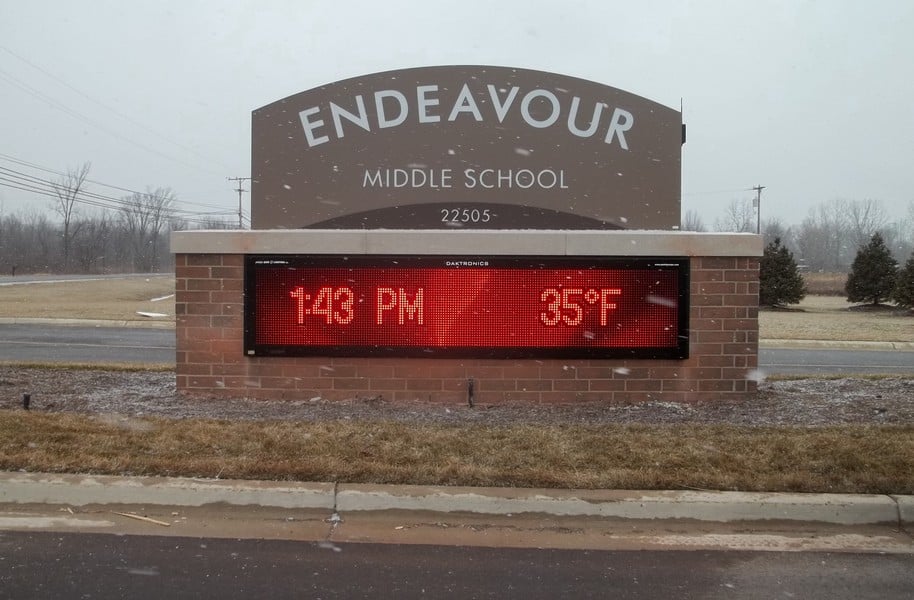 ENDEAVOUR
MIDDLE SCHOOL
22505
DAKTRONICS
1:43 PM 35°F